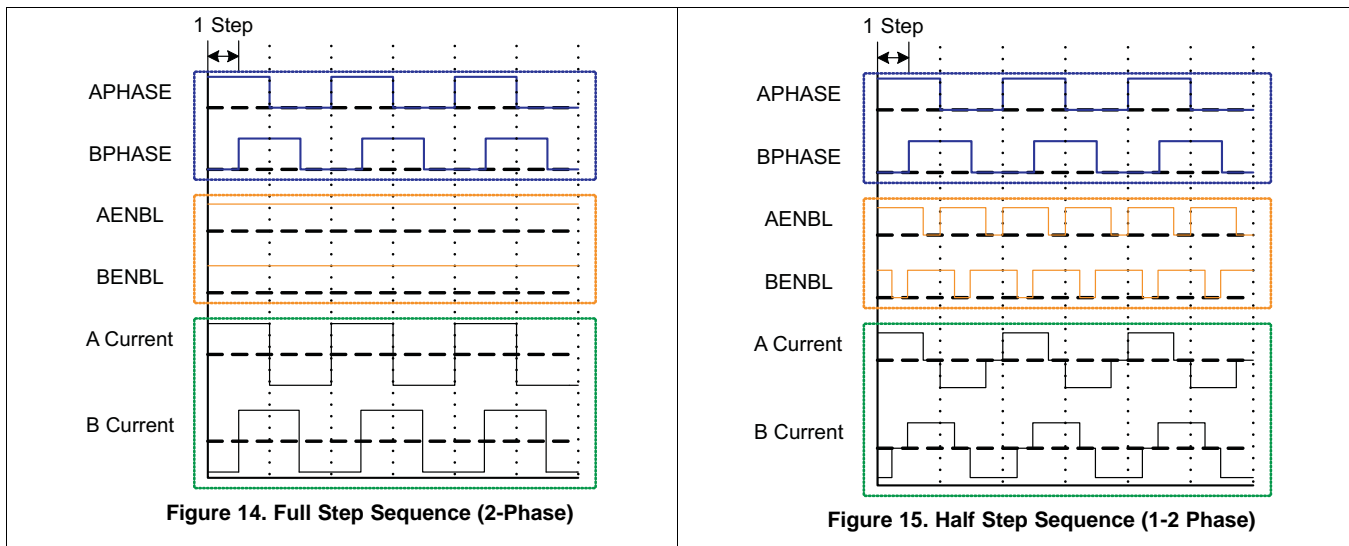 1 Step
APHASE
BPHASE
AENBL
BENBL
A Current
B Current
Figure 14. Full Step Sequence (2-Phase)
1 Step
APHASE
BPHASE
AENBL
BENBL
A Current
B Current
Figure 15. Half Step Sequence (1-2 Phase)